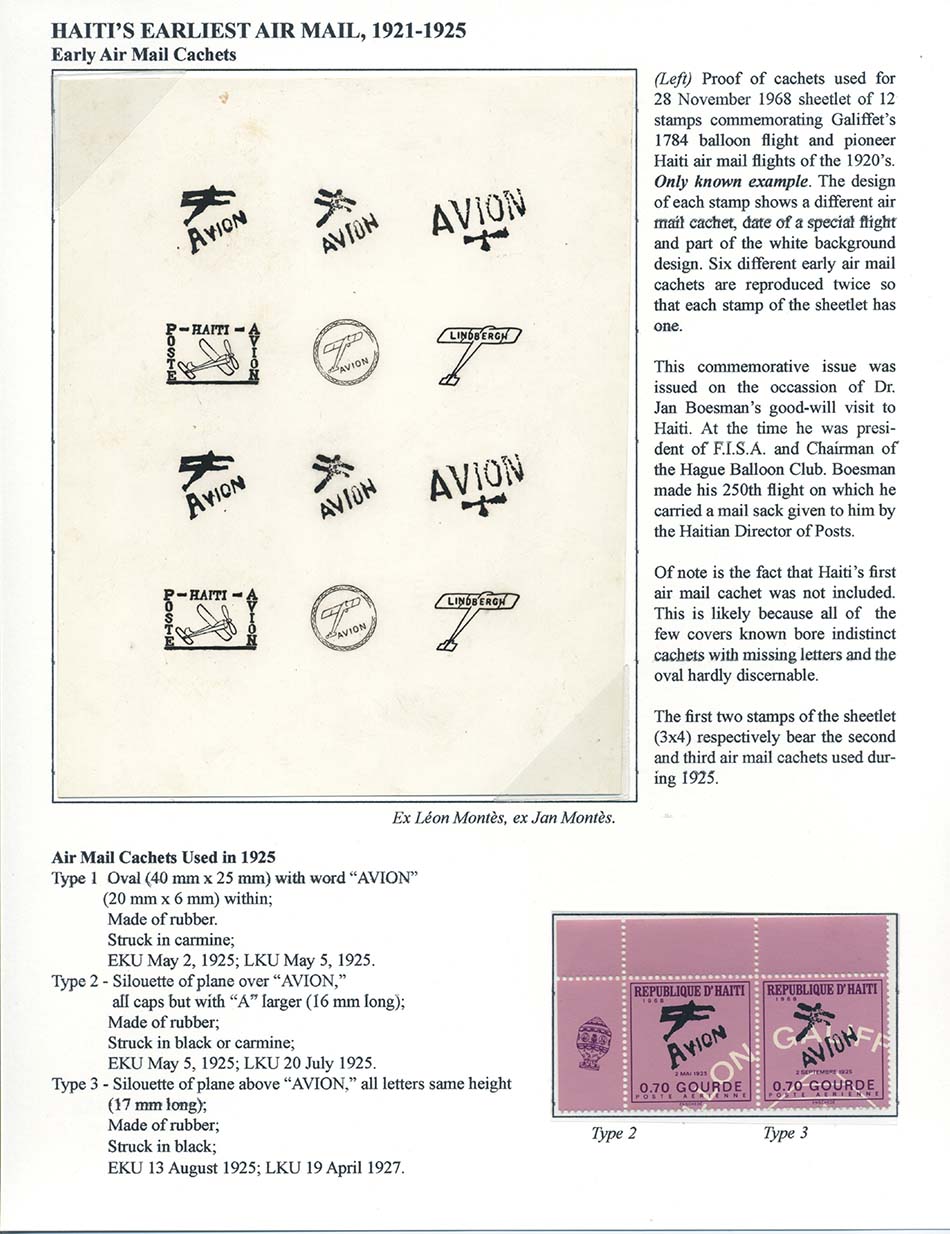 HAITI'S EARLIEST AIR MAIL, 1921-1925
Early Air Mail Cachets
AVION
AVION
AVION
P - HAITI - A
POSTE
AVION
AVION
LINDBERGH
AVION
AVION
AVION
P - HAITI - A
POSTE
AVION
AVION
LINDBERGH
(Left) Proof of cachets used for
28 November 1968 sheetlet of 12
stamps commemorating Galiffet's
1784 balloon flight and pioneer
Haiti air mail flights of the 1920's.
Only known example. The design
of each stamp shows a different air
mail cachet, date of a special flight
and part of the white background
design. Six different early air mail
cachets are reproduced twice so
that each stamp of the sheetlet has
one.
This commemorative issue was
issued on the occassion of Dr.
Jan Boesman's good-will visit to
Haiti. At the time he was presi-
dent of F.I.S.A. and Chairman of
the Hague Balloon Club. Boesman
made his 250th flight on which he
carried a mail sack given to him by
the Haitian Director of Posts.
Of note is the fact that Haiti's first
air mail cachet was not included.
This is likely because all of the
few covers known bore indistinct
cachets with missing letters and the
oval hardly discernable.
The first two stamps of the sheetlet
(3x4) respectively bear the second
and third air mail cachets used dur-
ing 1925.
Ex Léon Montès, ex Jan Montès.
Air Mail Cachets Used in 1925
Type 1 Oval (40 mm x 25 mm) with word "AVION"
(20 mm x 6 mm) within;
Made of rubber.
Struck in carmine;
EKU May 2, 1925; LKU May 5, 1925.
Type 2 - Silouette of plane over "AVION,"
all caps but with "A" larger (16 mm long);
Made of rubber;
Struck in black or carmine;
EKU May 5, 1925; LKU 20 July 1925.
Type 3 - Silouette of plane above "AVION," all letters same height
(17 mm long);
Made of rubber;
Struck in black;
EKU 13 August 1925; LKU 19 April 1927.
REPUBLIQUE D'HAITI
1968
AVION
ON
2 MAI 1925
0.70 GOURDE
POSTE AERIENNE
ENSCHEDE
REPUBLIQUE D'HAITI
1968
GALIFF
AVION
2 SEPTEMBRE 1925
0.70 GOURDE
POSTE AERIENNE
ENSCHEDE
Type 2
Type 3